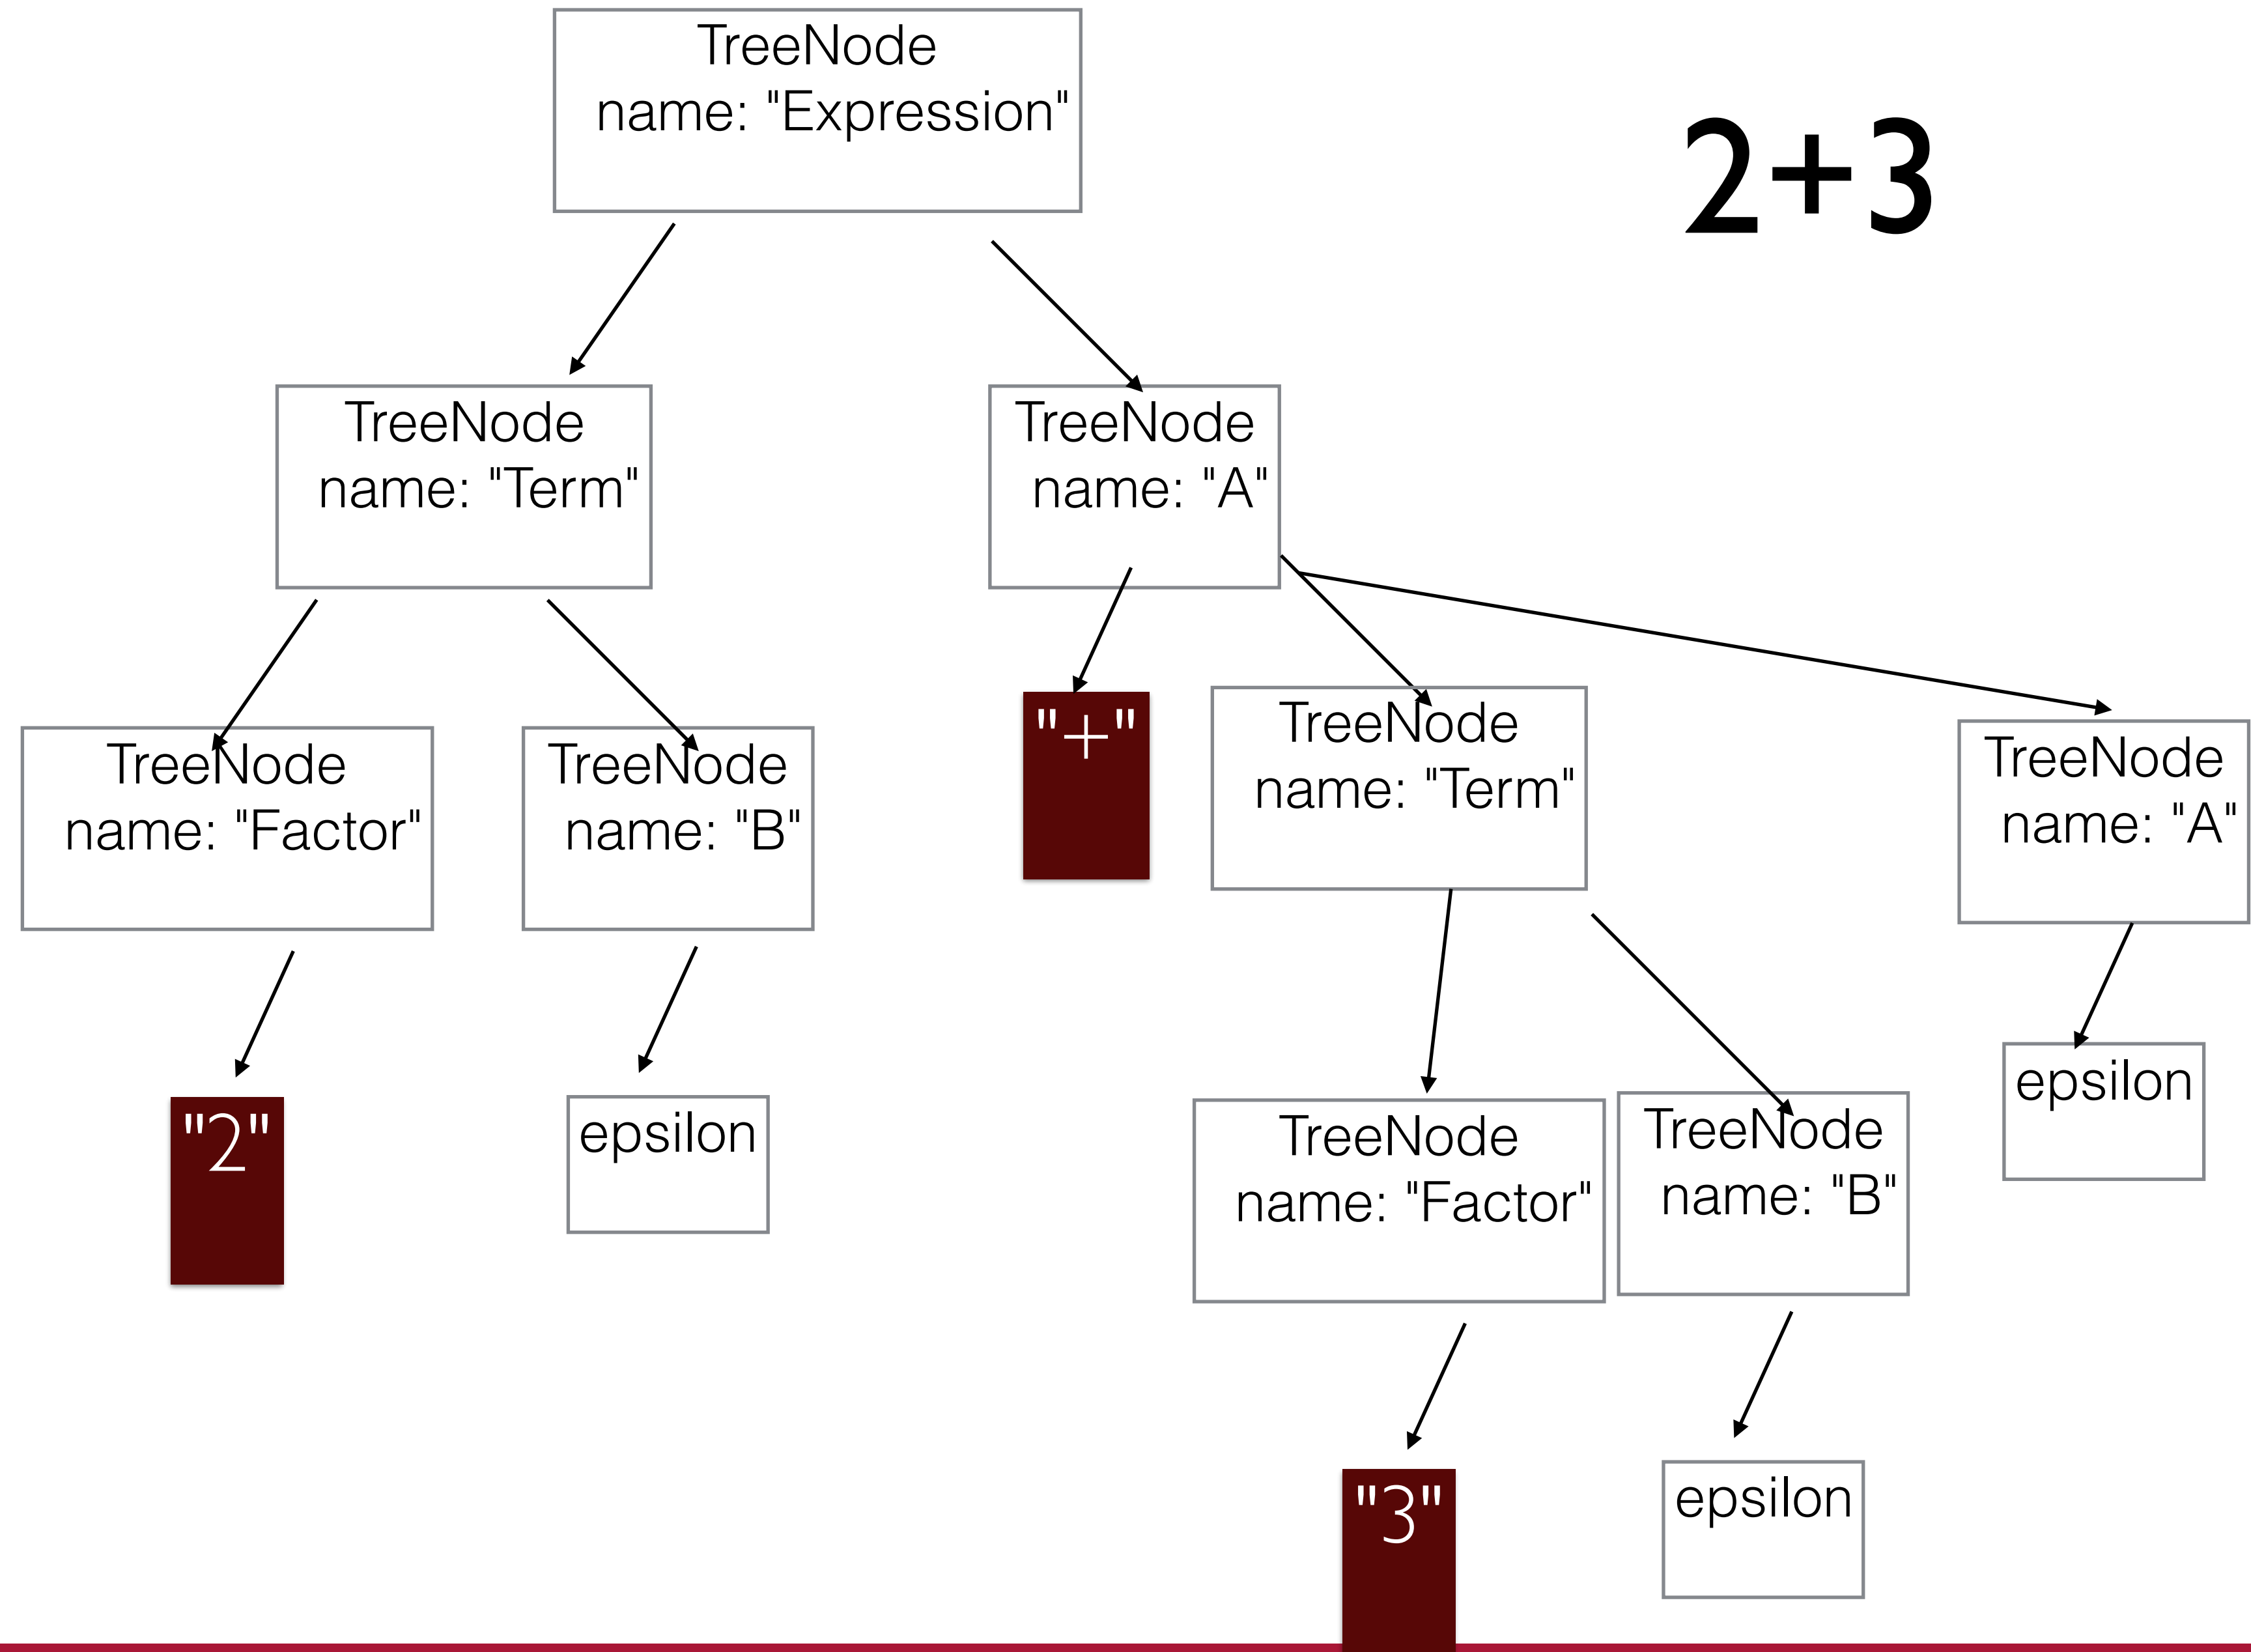 TreeNode
name: "Expression"
2+3
TreeNode
name: "Term"
TreeNode
name: "A"
TreeNode
name: "Factor"
TreeNode
name: "B"
"+"
TreeNode
name: "Term"
TreeNode
name: "A"
"2"
epsilon
TreeNode
name: "Factor"
TreeNode
name: "B"
epsilon
"3"
epsilon